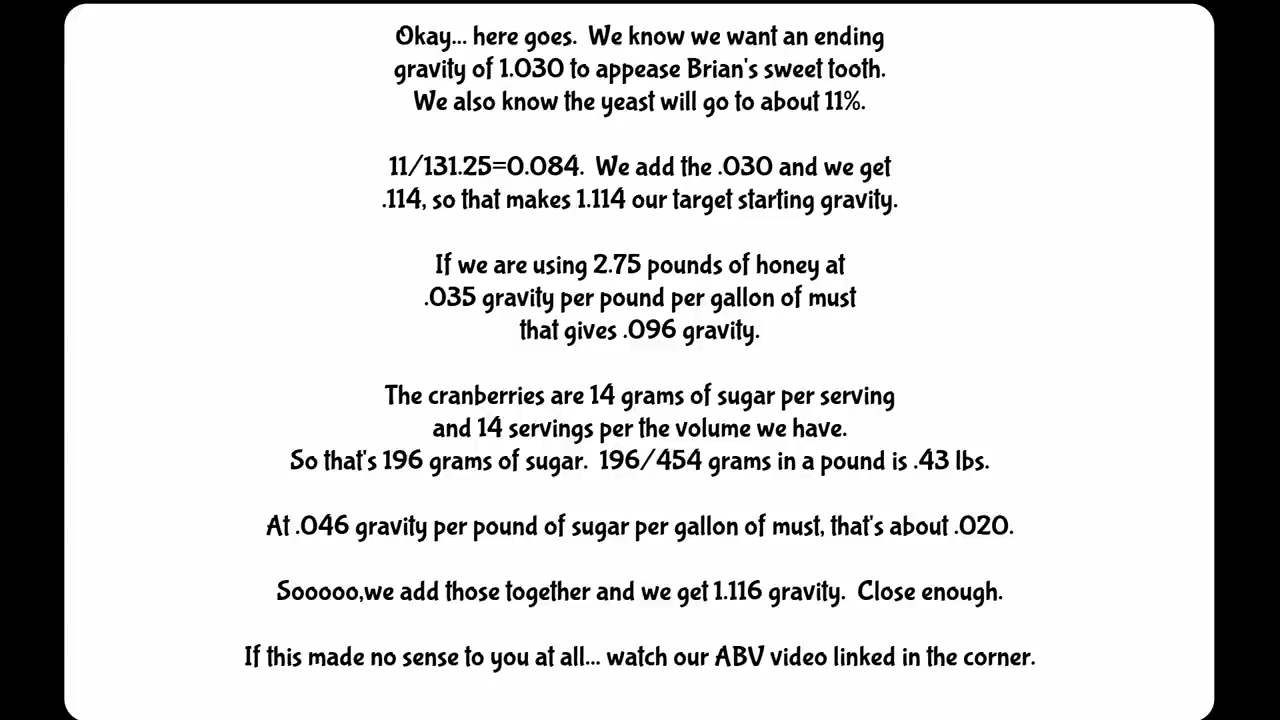 Okay... here goes. We know we want an ending
gravity of 1.030 to appease Brian's sweet tooth.
We also know the yeast will go to about 11%.
11/131.25=0.084. We add the .030 and we get
.114, so that makes 1.114 our target starting gravity.
If we are using 2.75 pounds of honey at
.035 gravity per pound per gallon of must
that gives .096 gravity.
The cranberries are 14 grams of sugar per serving
and 14 servings per the volume we have.
So that's 196 grams of sugar. 196/454 grams in a pound is .43 lbs.
At .046 gravity per pound of sugar per gallon of must, that's about .020.
Sooooo,we add those together and we get 1.116 gravity. Close enough.
If this made no sense to you at all... watch our ABV video linked in the corner.